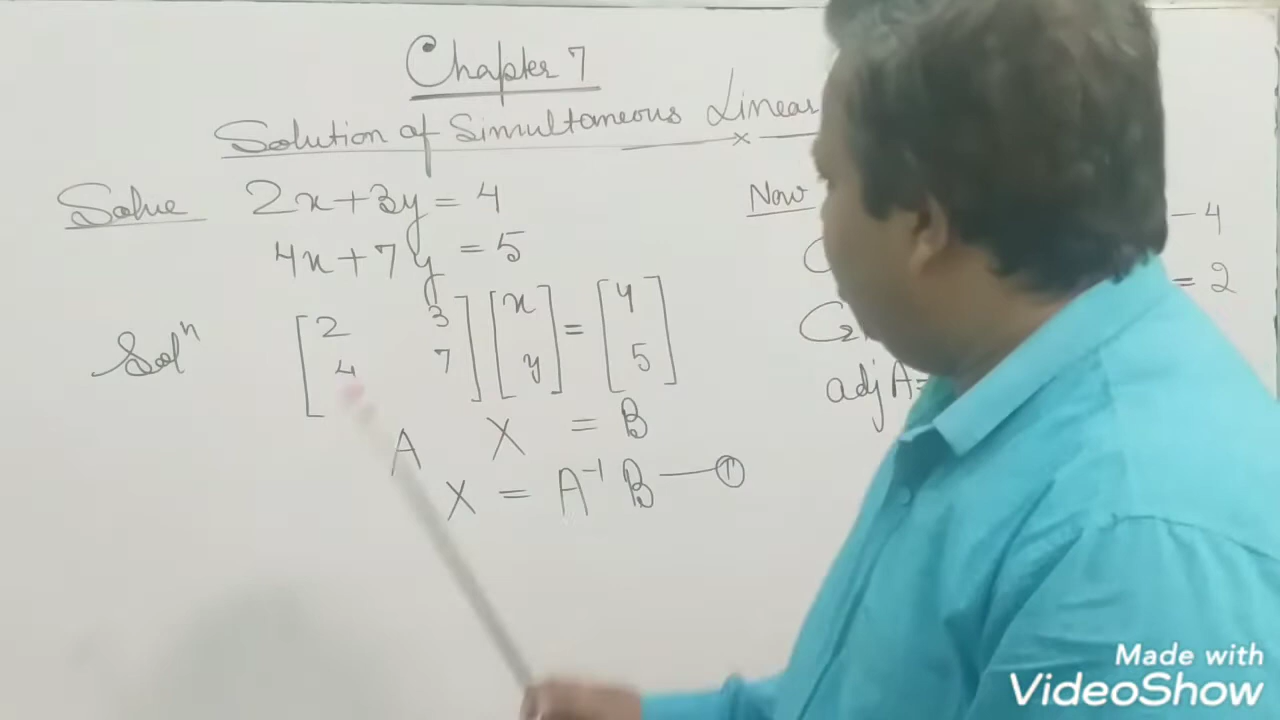 Chapter 7
Solution of Simultaneous Linear
Solve 2x+3y = 4
4x+7y = 5
Solⁿ [2 3
4 7] [x
y] = [4
5]
A X = B
X = A⁻¹ B — ①
Now
- 4
= 2
adj A =
Made with
VideoShow